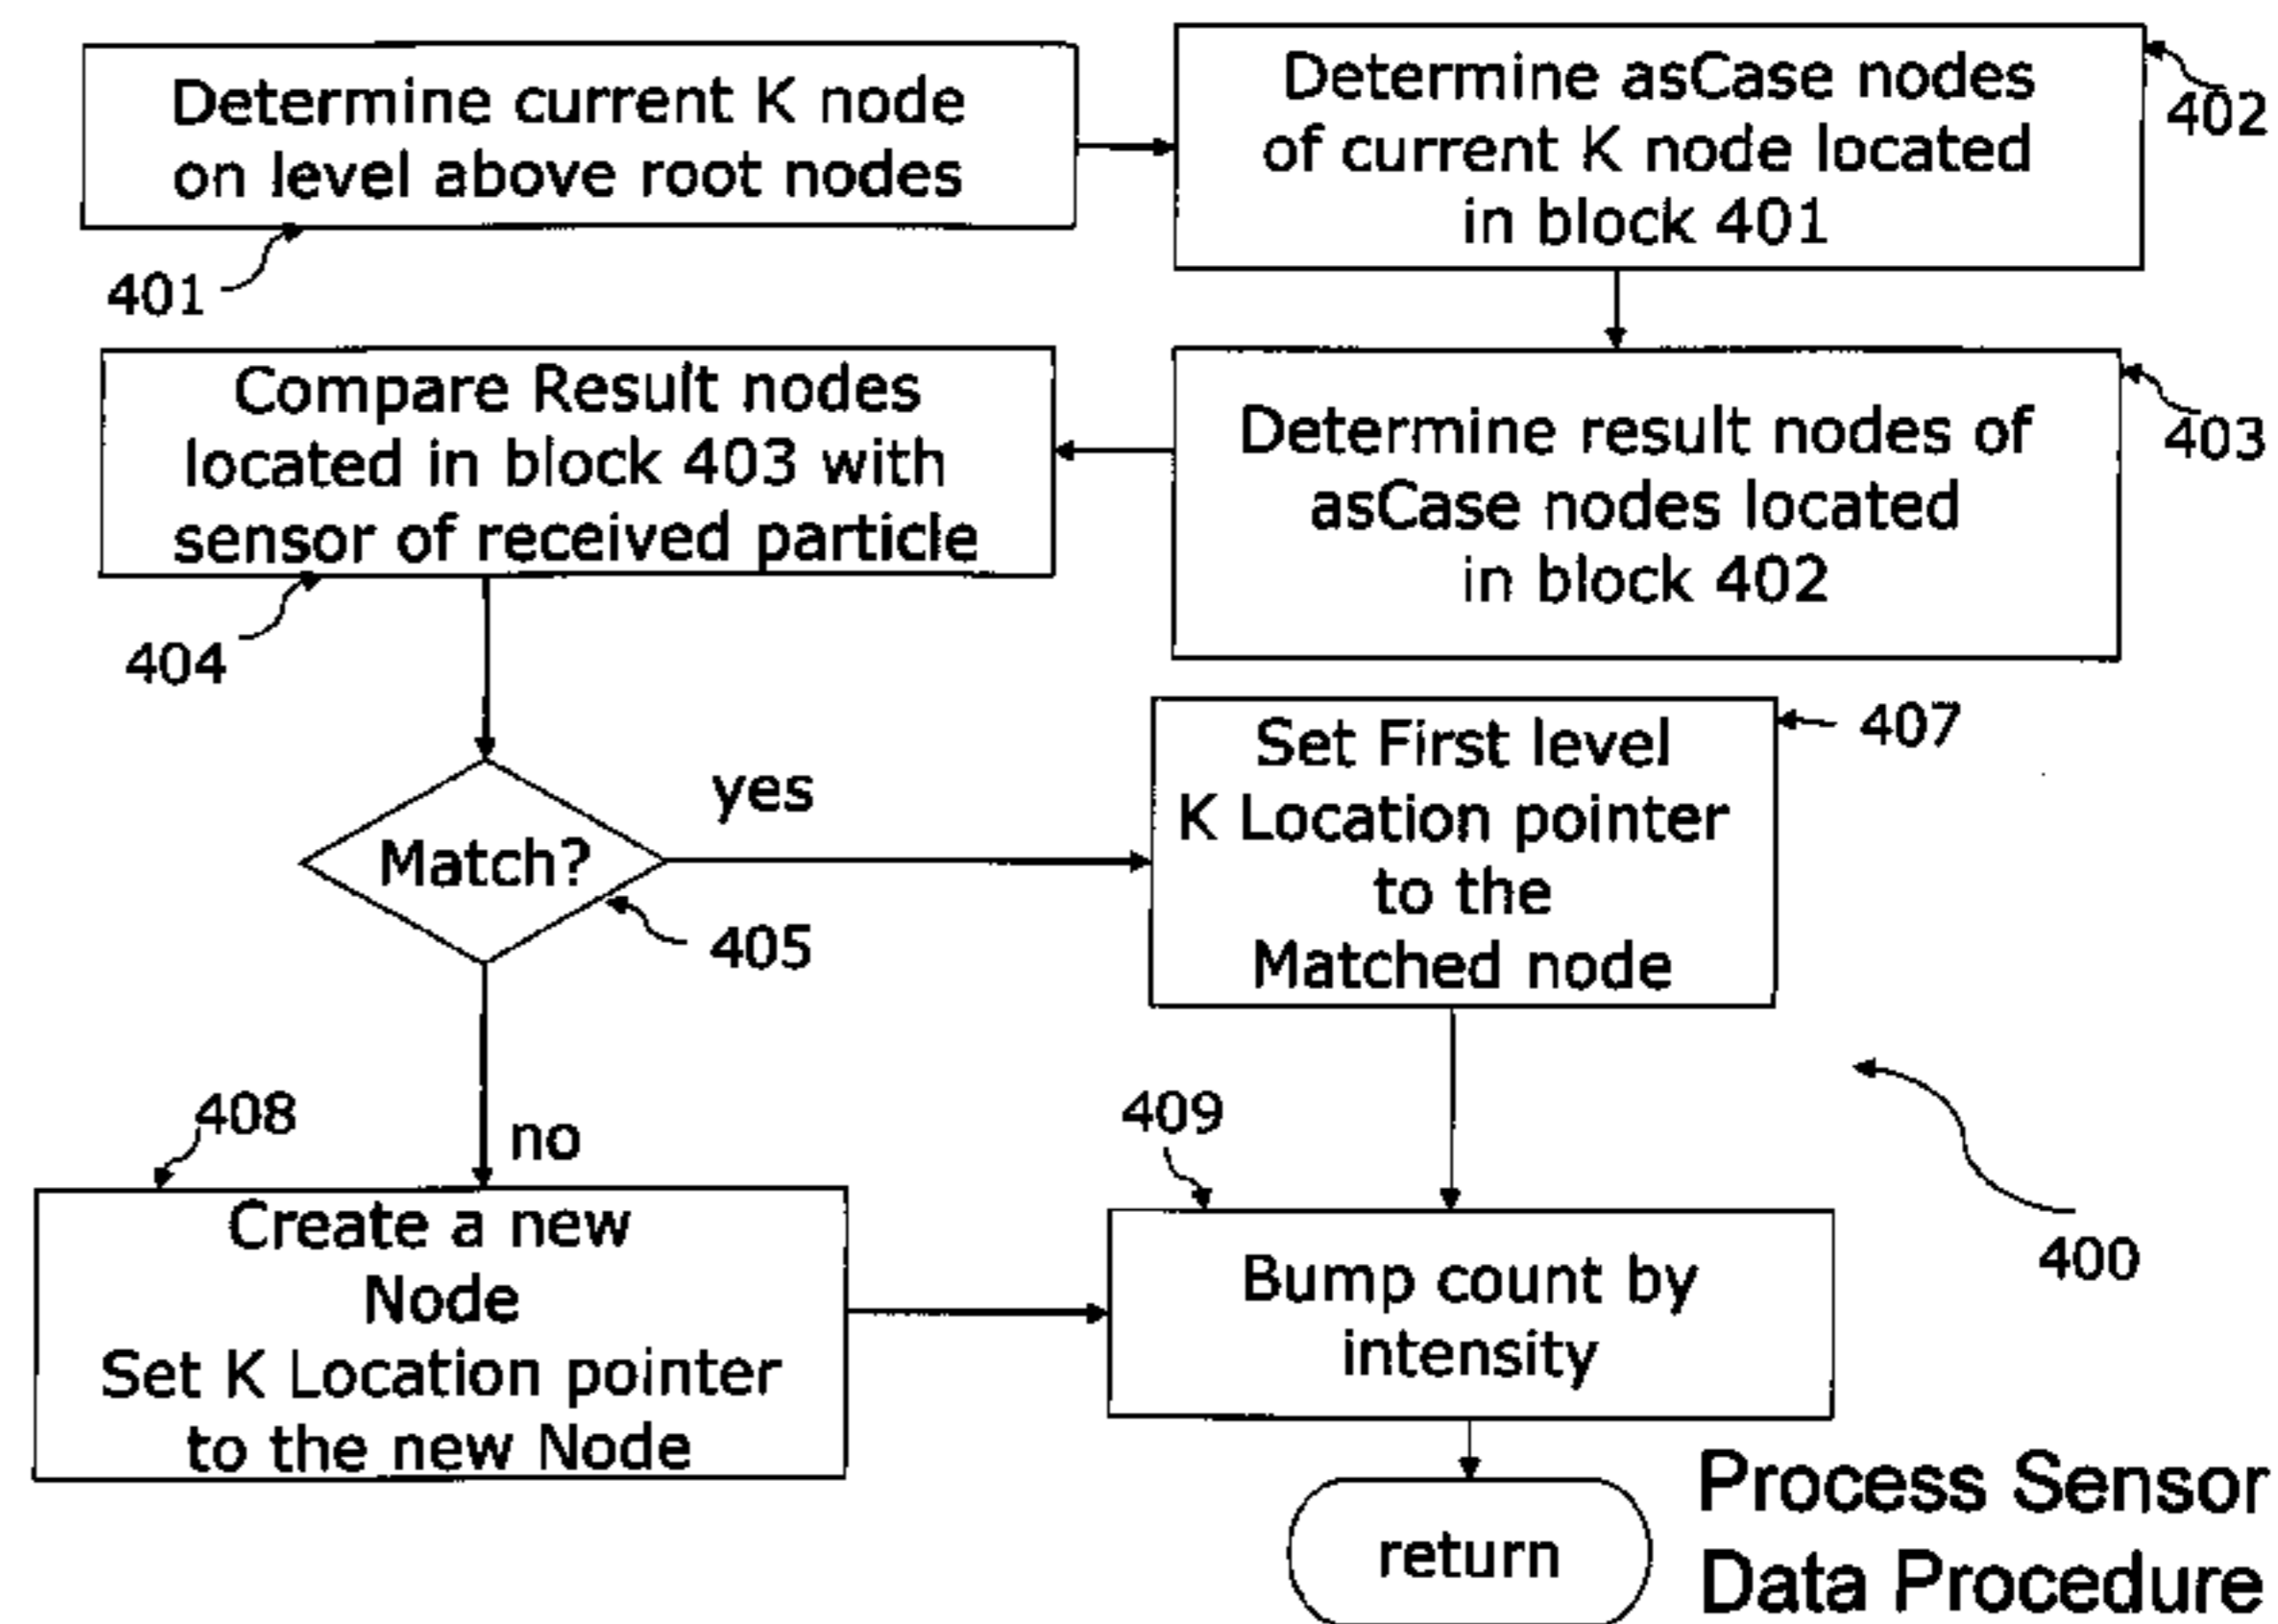 Determine current K node
on level above root nodes
401
Determine asCase nodes
of current K node located
in block 401
402
Determine result nodes of
asCase nodes located
in block 402
403
Compare Result nodes
located in block 403 with
sensor of received particle
404
Match?
405
yes
no
Set First level
K Location pointer
to the
Matched node
407
408
Create a new
Node
Set K Location pointer
to the new Node
409
Bump count by
intensity
400
return
Process Sensor
Data Procedure